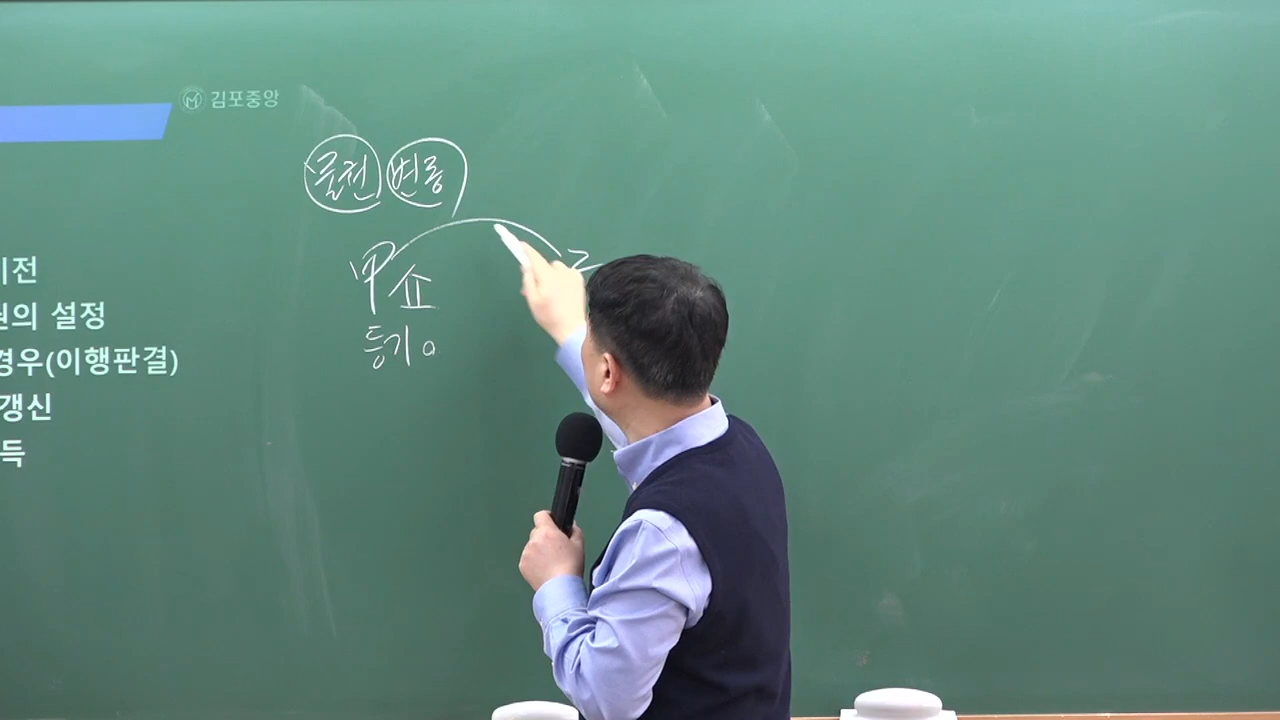 김포중앙
물권 변동
甲 소
등기 o
이전
권의 설정
경우(이행판결)
갱신
득